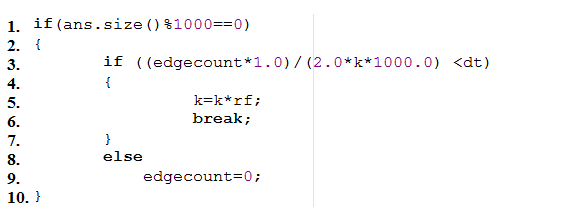 1. if(ans.size()%1000==0)
2. {
3. if ((edgecount*1.0)/(2.0*k*1000.0) <dt)
4. {
5. k=k*rf;
6. break;
7. }
8. else
9. edgecount=0;
10. }